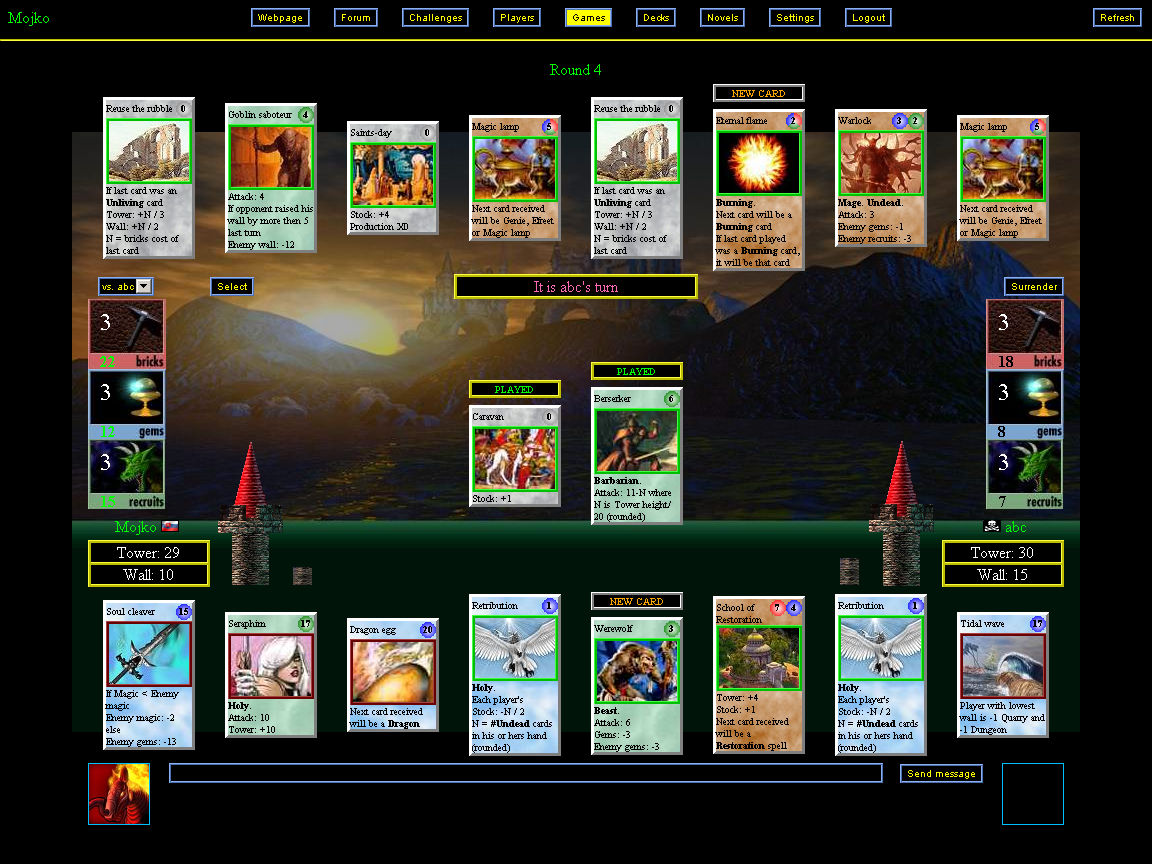 Mojko
Webpage
Forum
Challenges
Players
Games
Decks
Novels
Settings
Logout
Refresh
Round 4
NEW CARD
Reuse the rubble 0
If last card was an
Unliving card
Tower: +N / 3
Wall: +N / 2
N = bricks cost of
last card
Goblin saboteur 4
Attack: 4
If opponent raised his
wall by more then 5
last turn
Enemy wall: -12
Saints-day 0
Stock: +4
Production X0
Magic lamp 5
Next card received
will be Genie, Efreet
or Magic lamp
Reuse the rubble 0
If last card was an
Unliving card
Tower: +N / 3
Wall: +N / 2
N = bricks cost of
last card
Eternal flame 2
Burning.
Next card will be a
Burning card
If last card played
was a Burning card,
it will be that card
Warlock 3 2
Mage. Undead.
Attack: 3
Enemy gems: -1
Enemy recruits: -3
Magic lamp 5
Next card received
will be Genie, Efreet
or Magic lamp
vs. abc
Select
It is abc's turn
Surrender
3
22 bricks
3
gems
3
recruits
3
18 bricks
3
8 gems
3
7 recruits
PLAYED
Caravan 0
Stock: +1
PLAYED
Berserker 6
Barbarian.
Attack: 11-N where
N is Tower height/
20 (rounded)
Mojko
abc
Tower: 29
Wall: 10
Tower: 30
Wall: 15
Soul cleaver 15
If Magic < Enemy
magic
Enemy magic: -2
else
Enemy gems: -13
Seraphim 17
Holy.
Attack: 10
Tower: +10
Dragon egg 20
Next card received
will be a Dragon
Retribution 1
Holy.
Each player's
Stock: -N / 2
N = #Undead cards
in his or hers hand
(rounded)
NEW CARD
Werewolf 3
Beast.
Attack: 6
Gems: -3
Enemy gems: -3
School of 7 4
Restoration
Tower: +4
Stock: +1
Next card received
will be a
Restoration spell
Retribution 1
Holy.
Each player's
Stock: -N / 2
N = #Undead cards
in his or hers hand
(rounded)
Tidal wave 17
Player with lowest
wall is -1 Quarry and
-1 Dungeon
Send message